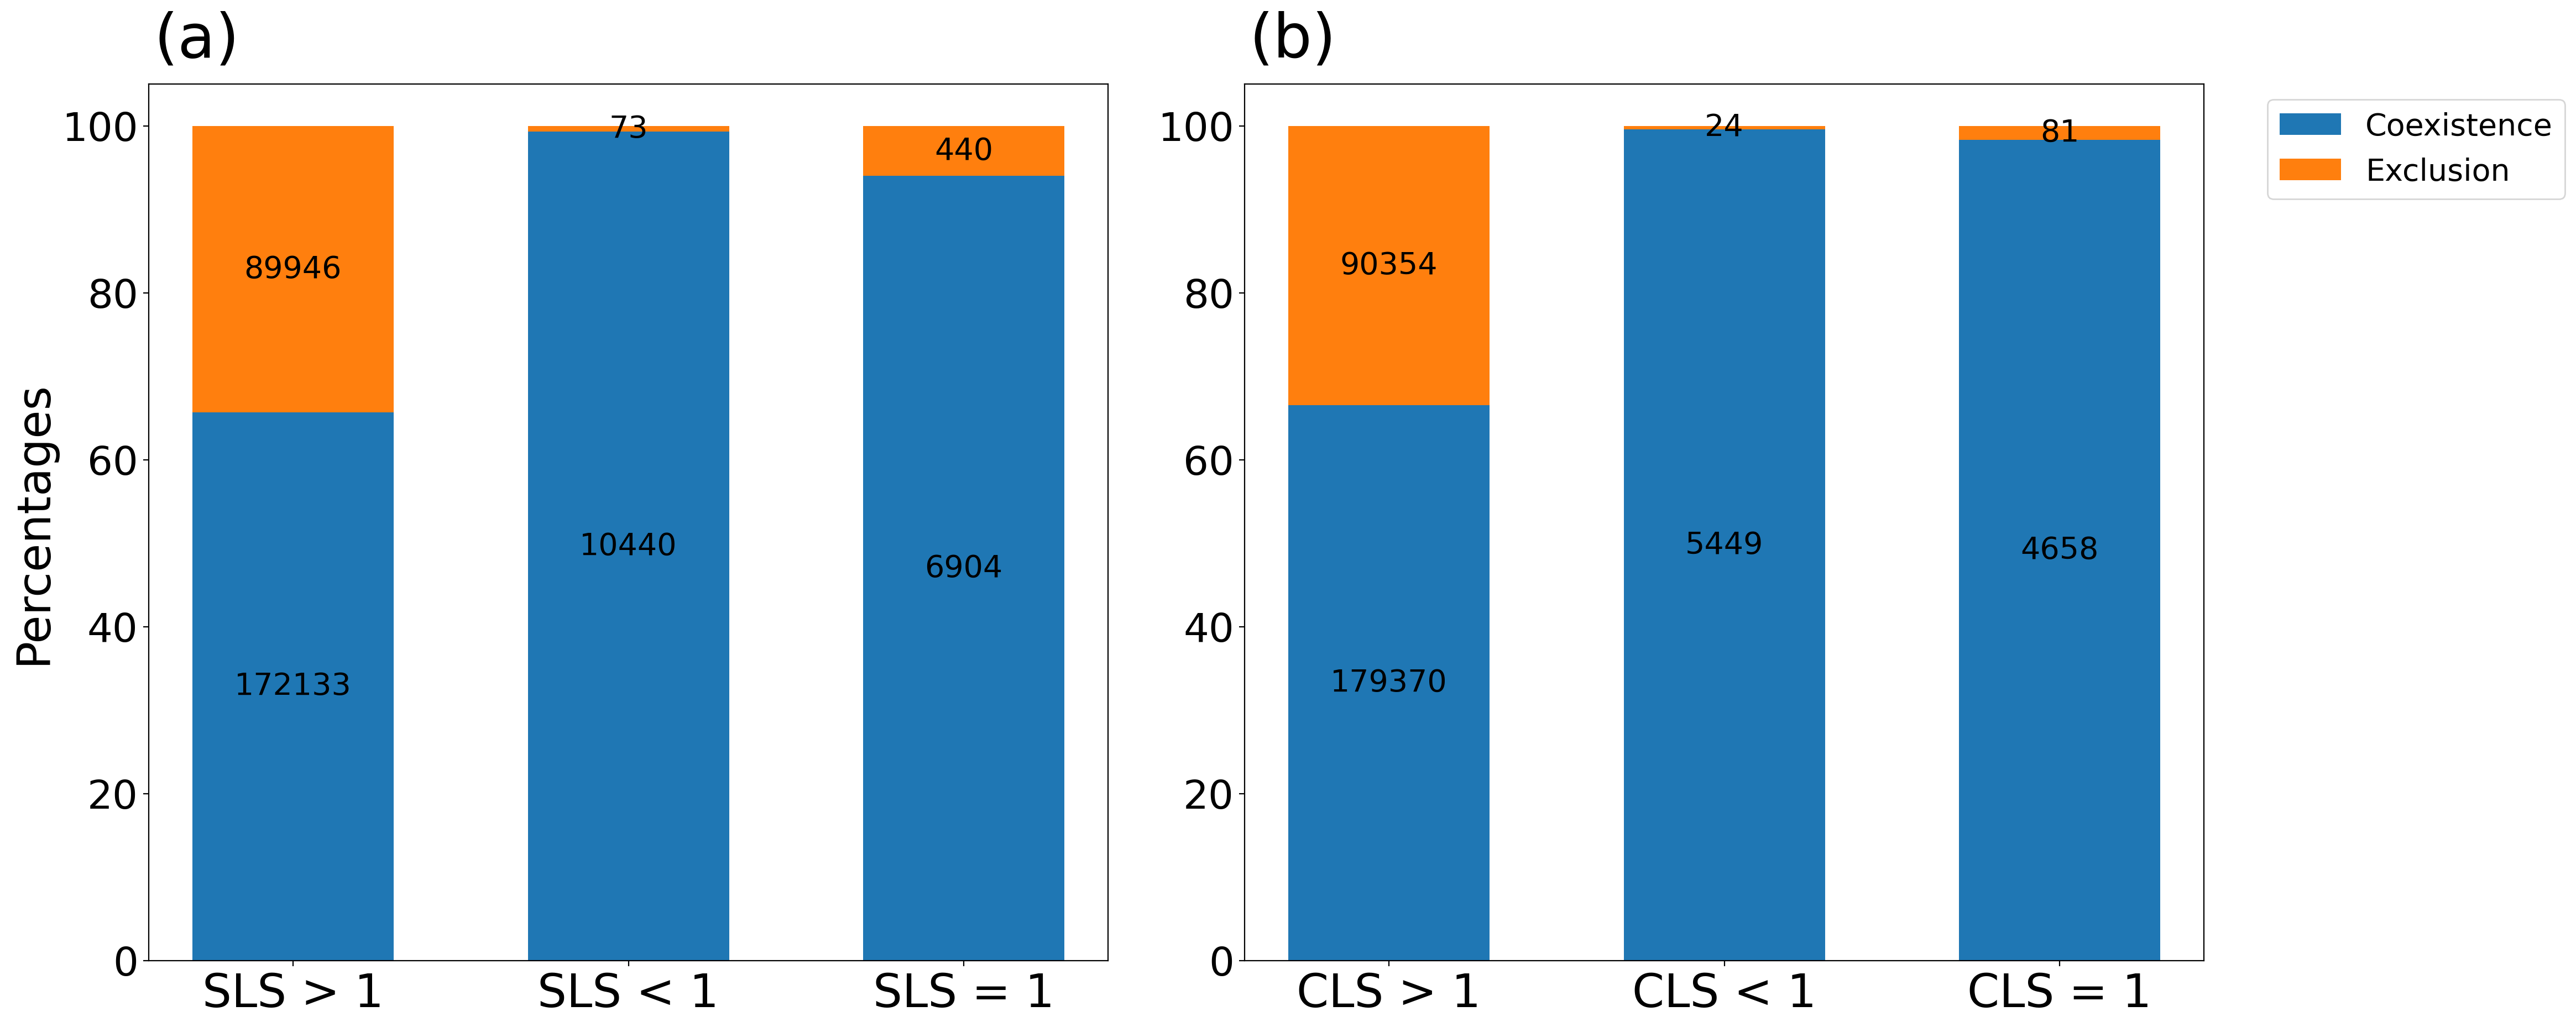 (a)
Percentages
100
80
60
40
20
0
89946
172133
73
10440
440
6904
SLS > 1
SLS < 1
SLS = 1
(b)
100
80
60
40
20
0
90354
179370
24
5449
81
4658
CLS > 1
CLS < 1
CLS = 1
Coexistence
Exclusion